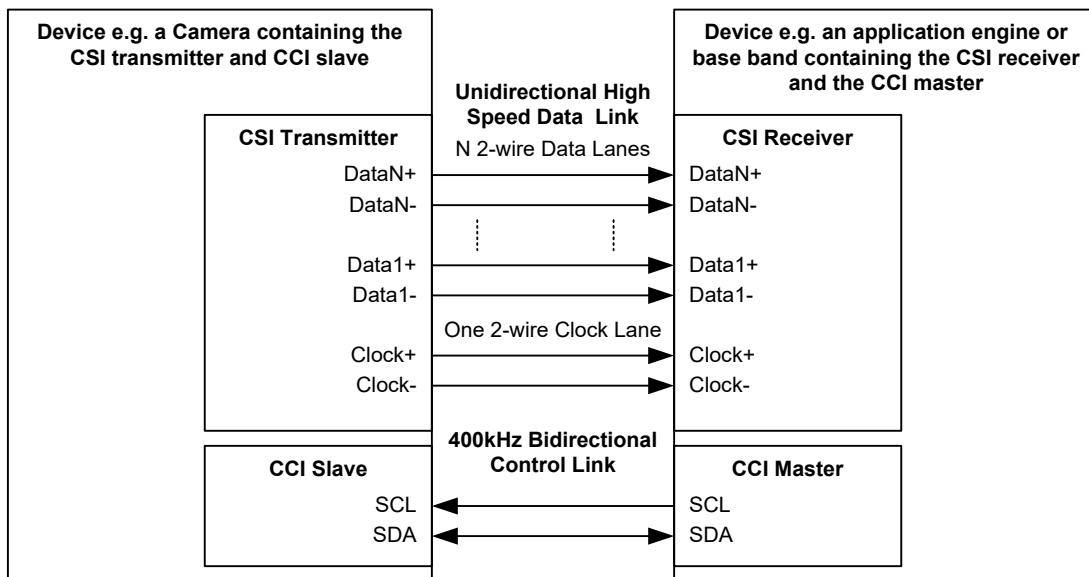 Device e.g. a Camera containing the
CSI transmitter and CCI slave
Device e.g. an application engine or
base band containing the CSI receiver
and the CCI master
Unidirectional High
Speed Data Link
N 2-wire Data Lanes
CSI Transmitter
DataN+
DataN-
Data1+
Data1-
Clock+
Clock-
One 2-wire Clock Lane
CSI Receiver
DataN+
DataN-
Data1+
Data1-
Clock+
Clock-
400kHz Bidirectional
Control Link
CCI Slave
SCL
SDA
CCI Master
SCL
SDA